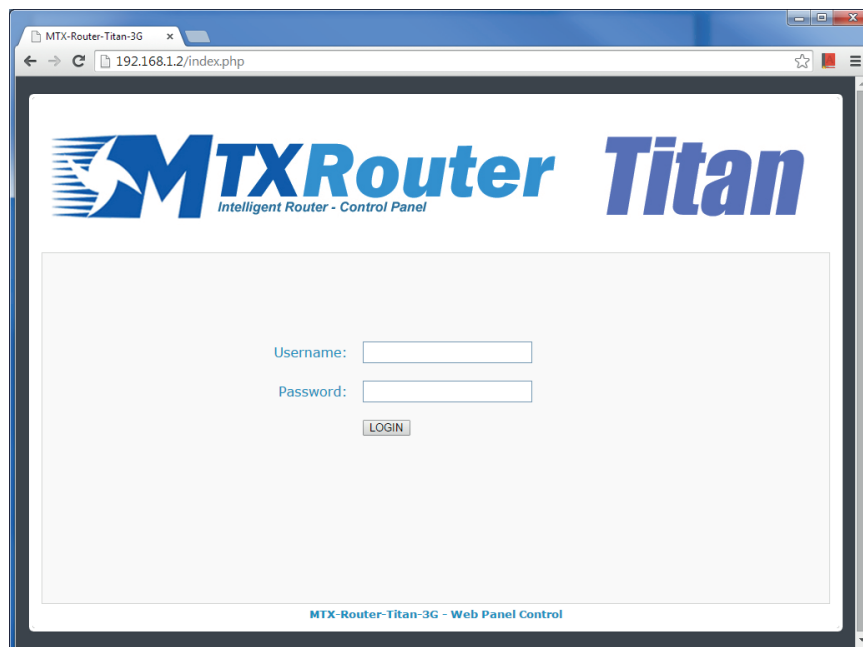 MTX-Router-Titan-3G
192.168.1.2/index.php
MTXRouter Titan
Intelligent Router - Control Panel
Username:
Password:
LOGIN
MTX-Router-Titan-3G - Web Panel Control